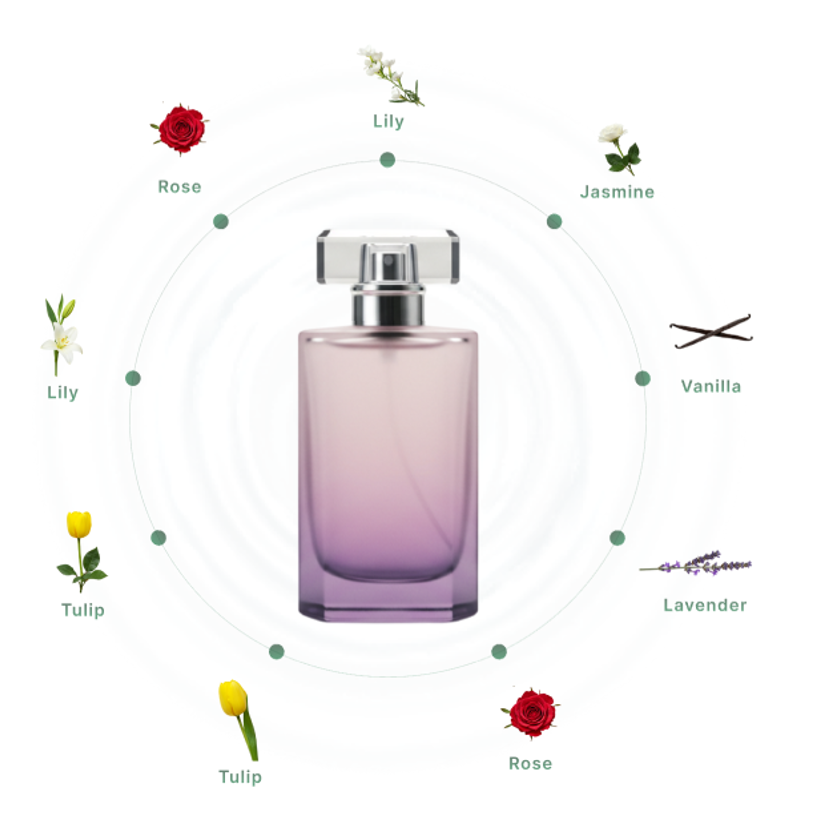 Lily
Rose
Jasmine
Lily
Vanilla
Tulip
Lavender
Rose
Tulip